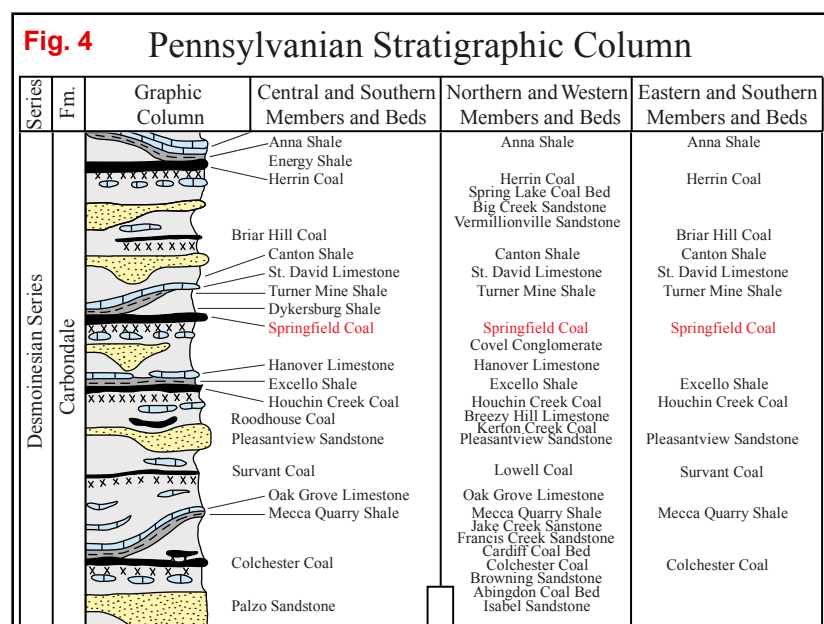 Fig. 4
Pennsylvanian Stratigraphic Column
Series
Fm.
Graphic
Column
Central and Southern
Members and Beds
Northern and Western
Members and Beds
Eastern and Southern
Members and Beds
Desmoinesian Series
Carbondale
Anna Shale
Energy Shale
Herrin Coal
Briar Hill Coal
Canton Shale
St. David Limestone
Turner Mine Shale
Dykersburg Shale
Springfield Coal
Hanover Limestone
Excello Shale
Houchin Creek Coal
Roodhouse Coal
Pleasantview Sandstone
Survant Coal
Oak Grove Limestone
Mecca Quarry Shale
Colchester Coal
Palzo Sandstone
Anna Shale
Herrin Coal
Spring Lake Coal Bed
Big Creek Sandstone
Vermillionville Sandstone
Canton Shale
St. David Limestone
Turner Mine Shale
Springfield Coal
Covel Conglomerate
Hanover Limestone
Excello Shale
Houchin Creek Coal
Breezy Hill Limestone
Kerton Creek Coal
Pleasantview Sandstone
Lowell Coal
Oak Grove Limestone
Mecca Quarry Shale
Jake Creek Sanstone
Francis Creek Sandstone
Cardiff Coal Bed
Colchester Coal
Browning Sandstone
Abingdon Coal Bed
Isabel Sandstone
Anna Shale
Herrin Coal
Briar Hill Coal
Canton Shale
St. David Limestone
Turner Mine Shale
Springfield Coal
Excello Shale
Houchin Creek Coal
Pleasantview Sandstone
Survant Coal
Mecca Quarry Shale
Colchester Coal